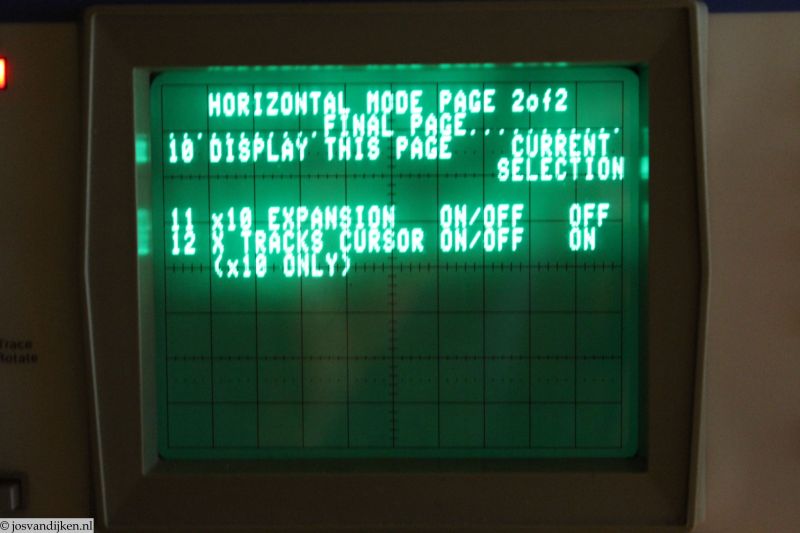 HORIZONTAL MODE PAGE 2of2
.........FINAL PAGE...........
10 DISPLAY THIS PAGE CURRENT
SELECTION
11 x10 EXPANSION ON/OFF OFF
12 X TRACKS CURSOR ON/OFF ON
(x10 ONLY)
Trace
Rotate
© josvandijken.nl